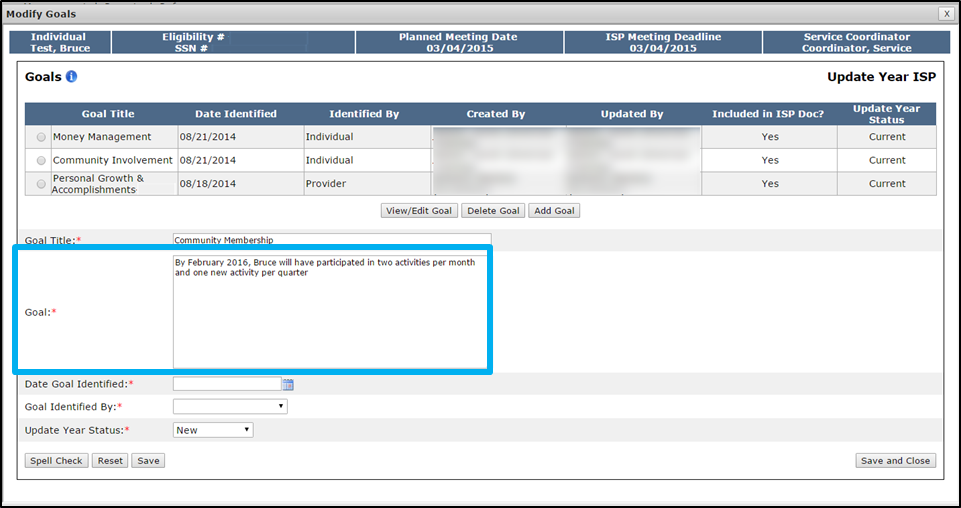 Modify Goals X
Individual Eligibility # Planned Meeting Date ISP Meeting Deadline Service Coordinator
Test, Bruce SSN # 03/04/2015 03/04/2015 Coordinator, Service
Goals i Update Year ISP
Goal Title Date Identified Identified By Created By Updated By Included in ISP Doc? Update Year Status
Money Management 08/21/2014 Individual Yes Current
Community Involvement 08/21/2014 Individual Yes Current
Personal Growth &
Accomplishments 08/18/2014 Provider Yes Current
View/Edit Goal Delete Goal Add Goal
Goal Title:* Community Membership
By February 2016, Bruce will have participated in two activities per month
and one new activity per quarter
Goal:*
Date Goal Identified:*
Goal Identified By:*
Update Year Status:* New
Spell Check Reset Save Save and Close